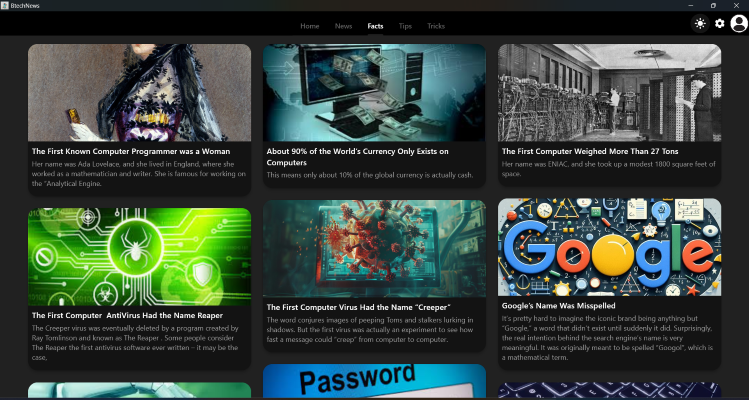 BtechNews
Home
News
Facts
Tips
Tricks
The First Known Computer Programmer was a Woman
Her name was Ada Lovelace, and she lived in England, where she
worked as a mathematician and writer. She is famous for working on
the "Analytical Engine.
About 90% of the World's Currency Only Exists on
Computers
This means only about 10% of the global currency is actually cash.
The First Computer Weighed More Than 27 Tons
Her name was ENIAC, and she took up a modest 1800 square feet of
space.
The First Computer  AntiVirus Had the Name Reaper
The Creeper virus was eventually deleted by a program created by
Ray Tomlinson and known as The Reaper . Some people consider
The Reaper the first antivirus software ever written – it may be the
case,
The First Computer Virus Had the Name "Creeper"
The word conjures images of peeping Toms and stalkers lurking in
shadows. But the first virus was actually an experiment to see how
fast a message could "creep" from computer to computer.
Google
Google's Name Was Misspelled
It's pretty hard to imagine the iconic brand being anything but
"Google," a word that didn't exist until suddenly it did. Surprisingly,
the real intention behind the search engine's name is very
meaningful. It was originally meant to be spelled "Googol", which is
a mathematical term.
Password